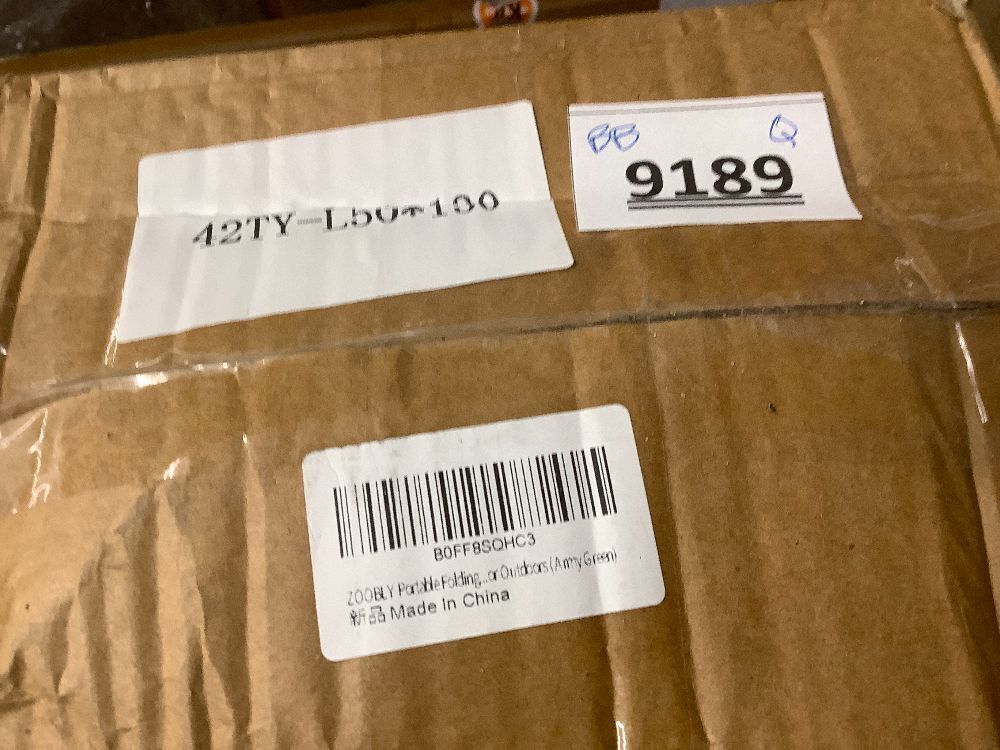 42TY-L50*100
BB Q
9189
B0FF8SQHC3
ZOOBLY Portable Folding...or Outdoors (Army Green)
新品 Made In China